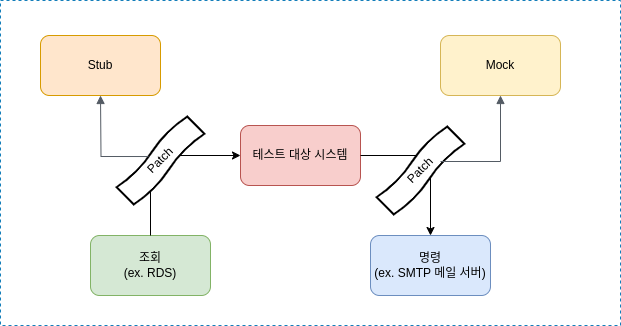 Stub
Mock
Patch
테스트 대상 시스템
Patch
조회
(ex. RDS)
명령
(ex. SMTP 메일 서버)